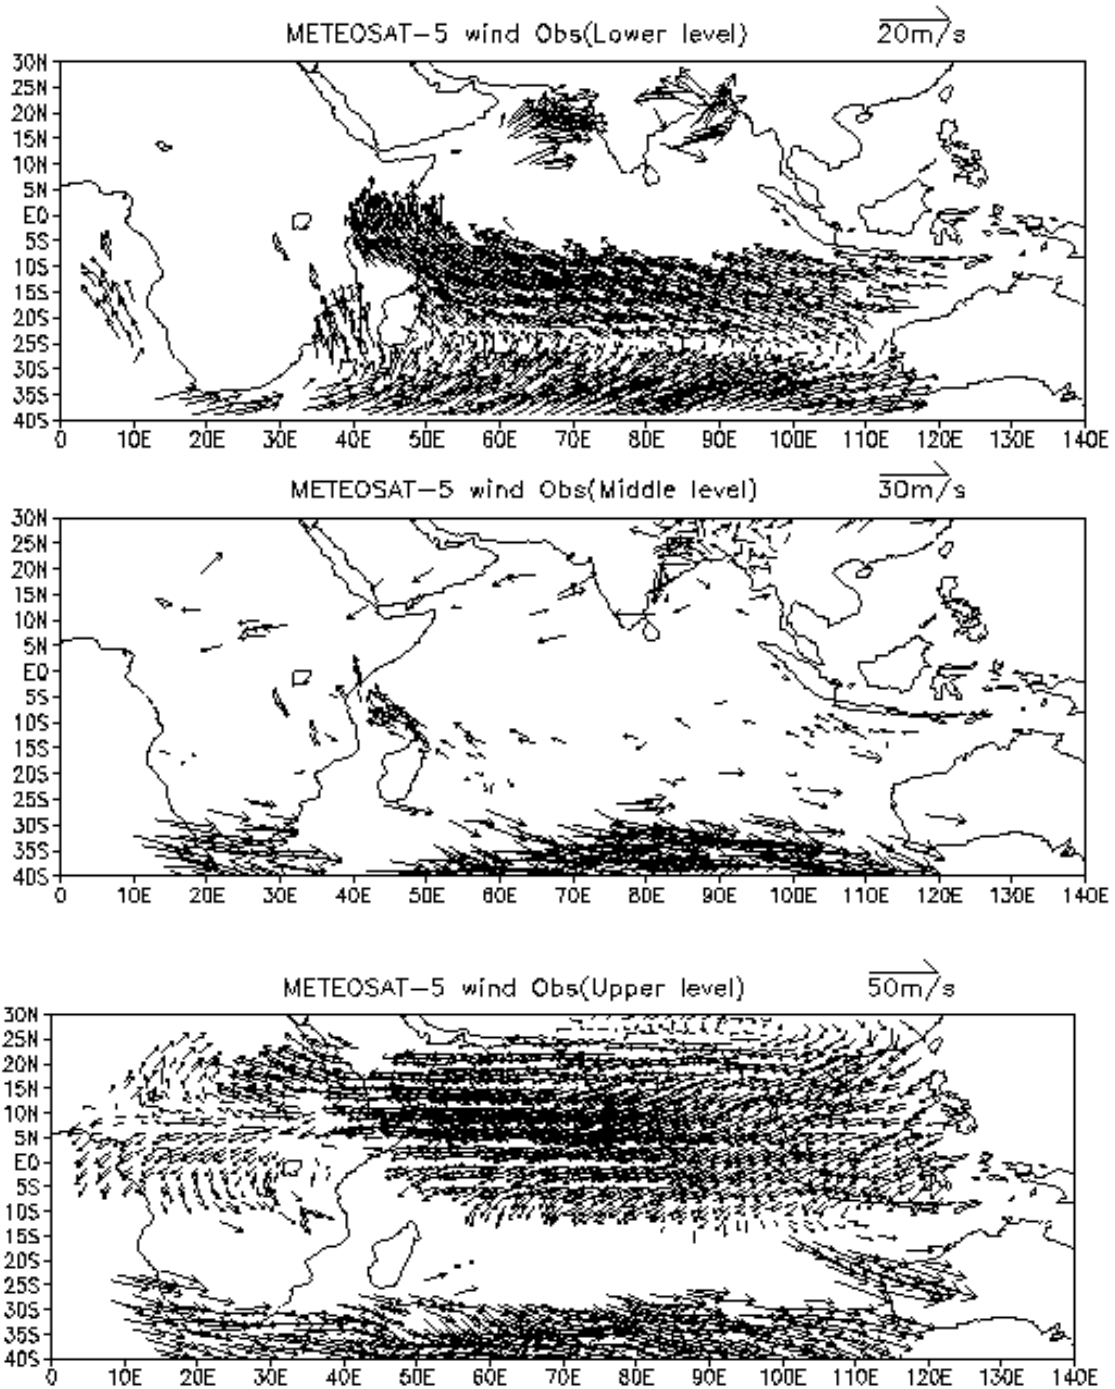 METEOSAT-5 wind Obs(Lower level) 20m/s
30N
25N
20N
15N
10N
5N
EQ
5S
10S
15S
20S
25S
30S
35S
40S
0 10E 20E 30E 40E 50E 60E 70E 80E 90E 100E 110E 120E 130E 140E
METEOSAT-5 wind Obs(Middle level) 30m/s
30N
25N
20N
15N
10N
5N
EQ
5S
10S
15S
20S
25S
30S
35S
40S
0 10E 20E 30E 40E 50E 60E 70E 80E 90E 100E 110E 120E 130E 140E
METEOSAT-5 wind Obs(Upper level) 50m/s
30N
25N
20N
15N
10N
5N
EQ
5S
10S
15S
20S
25S
30S
35S
40S
0 10E 20E 30E 40E 50E 60E 70E 80E 90E 100E 110E 120E 130E 140E